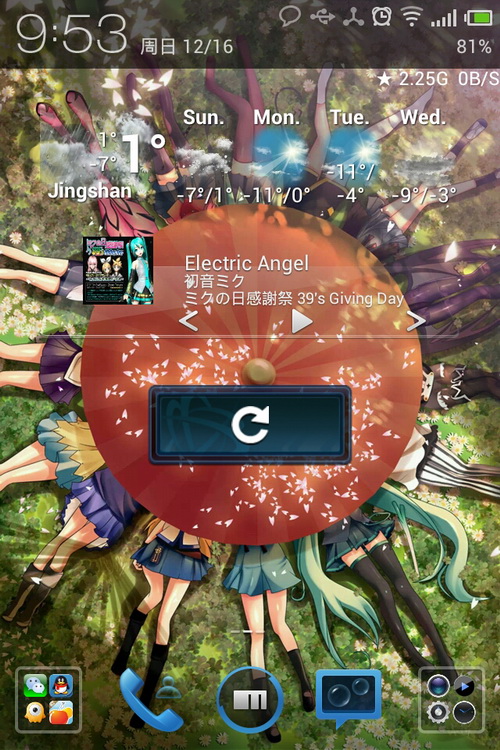 9:53 周日 12/16
81%
★ 2.25G 0B/S
Sun. Mon. Tue. Wed.
1°
-7°
1°
Jingshan
-7°/1° -11°/0° -11°/-4° -9°/-3°
Electric Angel
初音ミク
ミクの日感謝祭 39's Giving Day